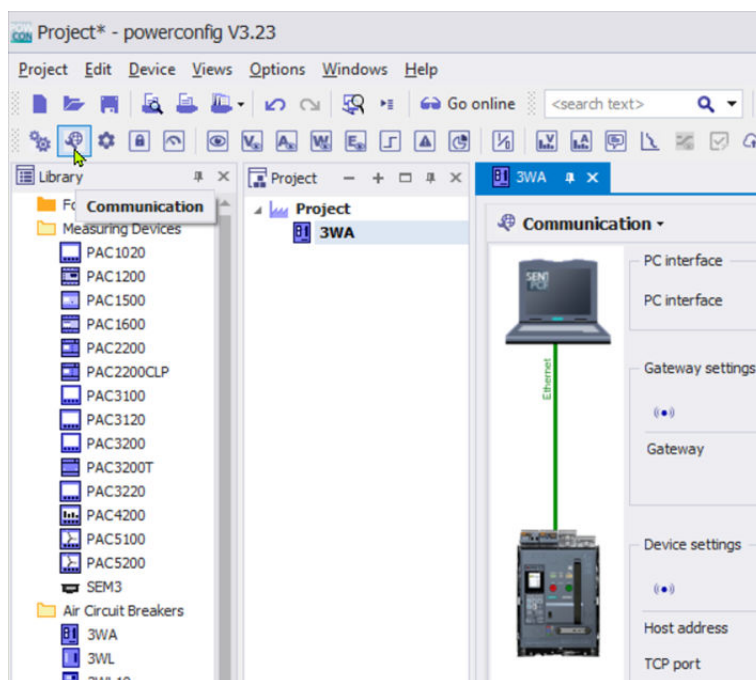 Project* - powerconfig V3.23
Project Edit Device Views Options Windows Help
Go online <search text>
Library
Communication
Measuring Devices
PAC1020
PAC1200
PAC1500
PAC1600
PAC2200
PAC2200CLP
PAC3100
PAC3120
PAC3200
PAC3200T
PAC3220
PAC4200
PAC5100
PAC5200
SEM3
Air Circuit Breakers
3WA
3WL
Project
Project
3WA
3WA
Communication
Ethernet
PC interface
PC interface
Gateway settings
Gateway
Device settings
Host address
TCP port